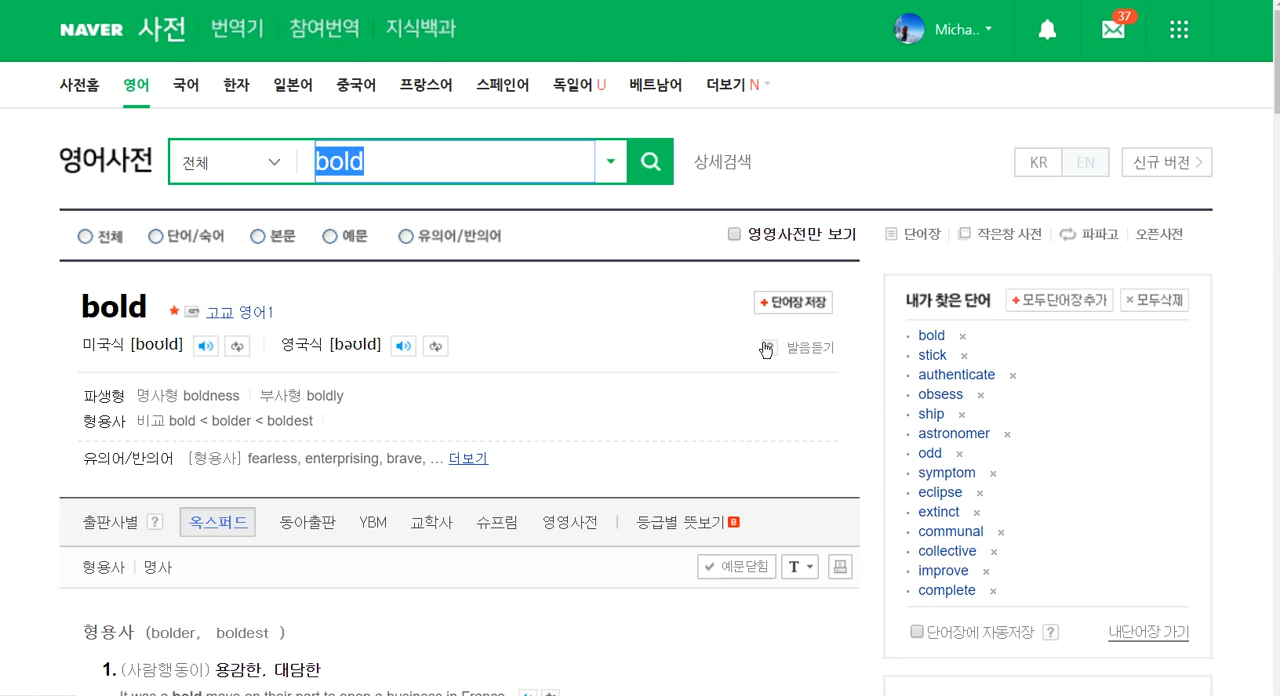 NAVER 사전 번역기 참여번역 지식백과 Micha.. 37
사전홈 영어 국어 한자 일본어 중국어 프랑스어 스페인어 독일어 U 베트남어 더보기 N
영어사전 전체 bold 상세검색 KR EN 신규 버전
전체 단어/숙어 본문 예문 유의어/반의어 영영사전만 보기 단어장 작은창 사전 파파고 오픈사전
bold 고교 영어1 단어장 저장
미국식 [boʊld] 영국식 [bəʊld] 발음듣기
파생형 명사형 boldness 부사형 boldly
형용사 비교 bold < bolder < boldest
유의어/반의어 [형용사] fearless, enterprising, brave, … 더보기
출판사별 ? 옥스퍼드 동아출판 YBM 교학사 슈프림 영영사전 등급별 뜻보기 B
형용사 명사 예문닫힘 T
형용사 (bolder, boldest )
1. (사람행동이) 용감한, 대담한
It was a bold move on their part to open a business in France.
내가 찾은 단어 모두단어장추가 모두삭제
bold
stick
authenticate
obsess
ship
astronomer
odd
symptom
eclipse
extinct
communal
collective
improve
complete
단어장에 자동저장 ? 내단어장 가기